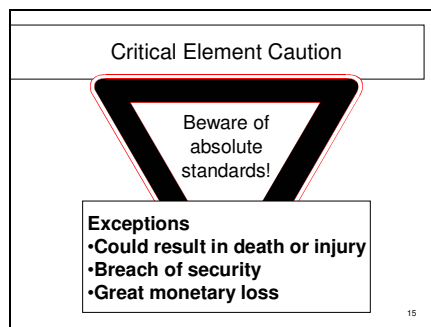 Critical Element Caution
Beware of
absolute
standards!
Exceptions
•Could result in death or injury
•Breach of security
•Great monetary loss
15